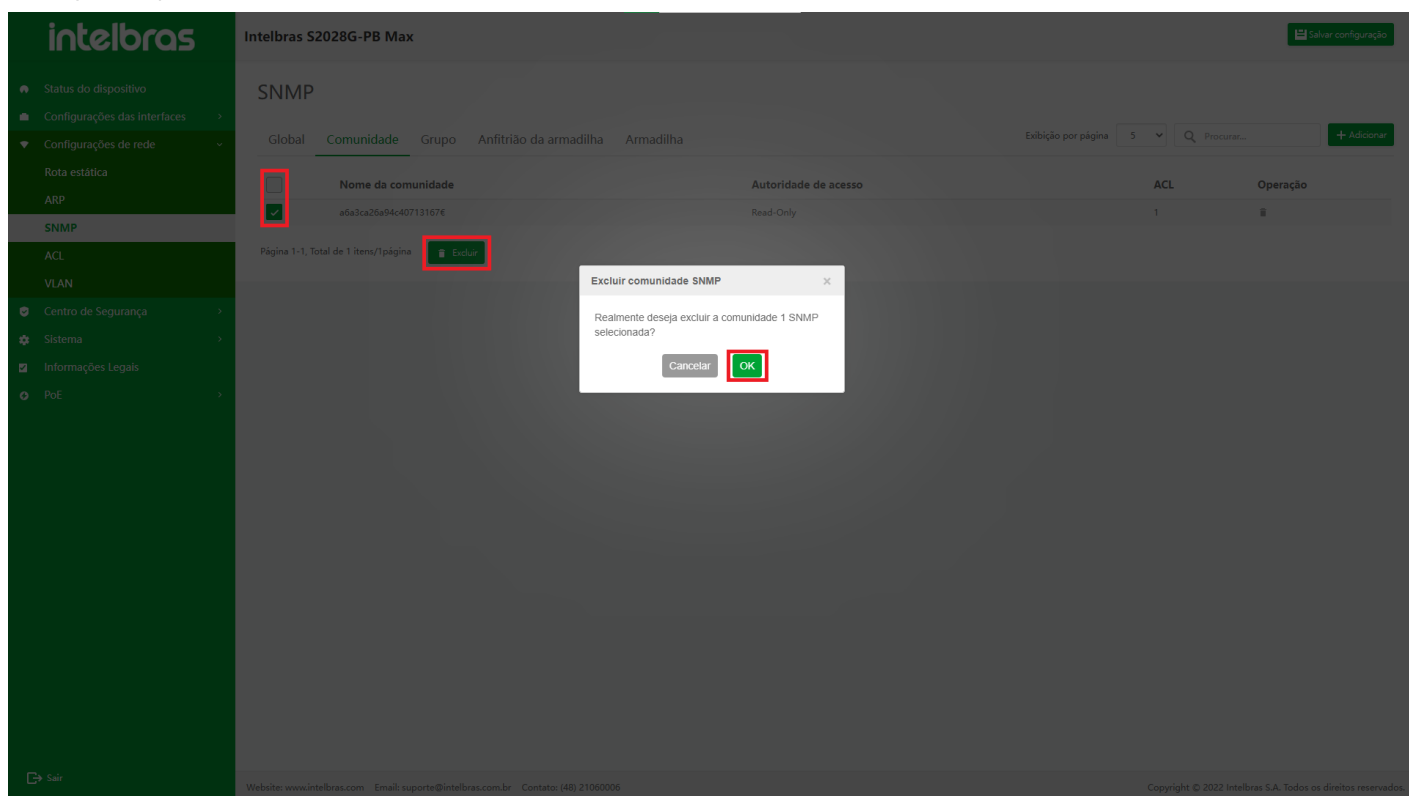 intelbras
Intelbras S2028G-PB Max
Salvar configuração
Status do dispositivo
Configurações das interfaces
Configurações de rede
Rota estática
ARP
SNMP
ACL
VLAN
Centro de Segurança
Sistema
Informações Legais
PoE
Sair
SNMP
Global Comunidade Grupo Anfitrião da armadilha Armadilha
Exibição por página 5 Procurar... + Adicionar
Nome da comunidade Autoridade de acesso ACL Operação
a6a3ca26a94c40713167€ Read-Only 1
Página 1-1, Total de 1 itens/1página Excluir
Excluir comunidade SNMP ×
Realmente deseja excluir a comunidade 1 SNMP
selecionada?
Cancelar OK
Website: www.intelbras.com Email: suporte@intelbras.com.br Contato: (48) 21060006
Copyright © 2022 Intelbras S.A. Todos os direitos reservados.